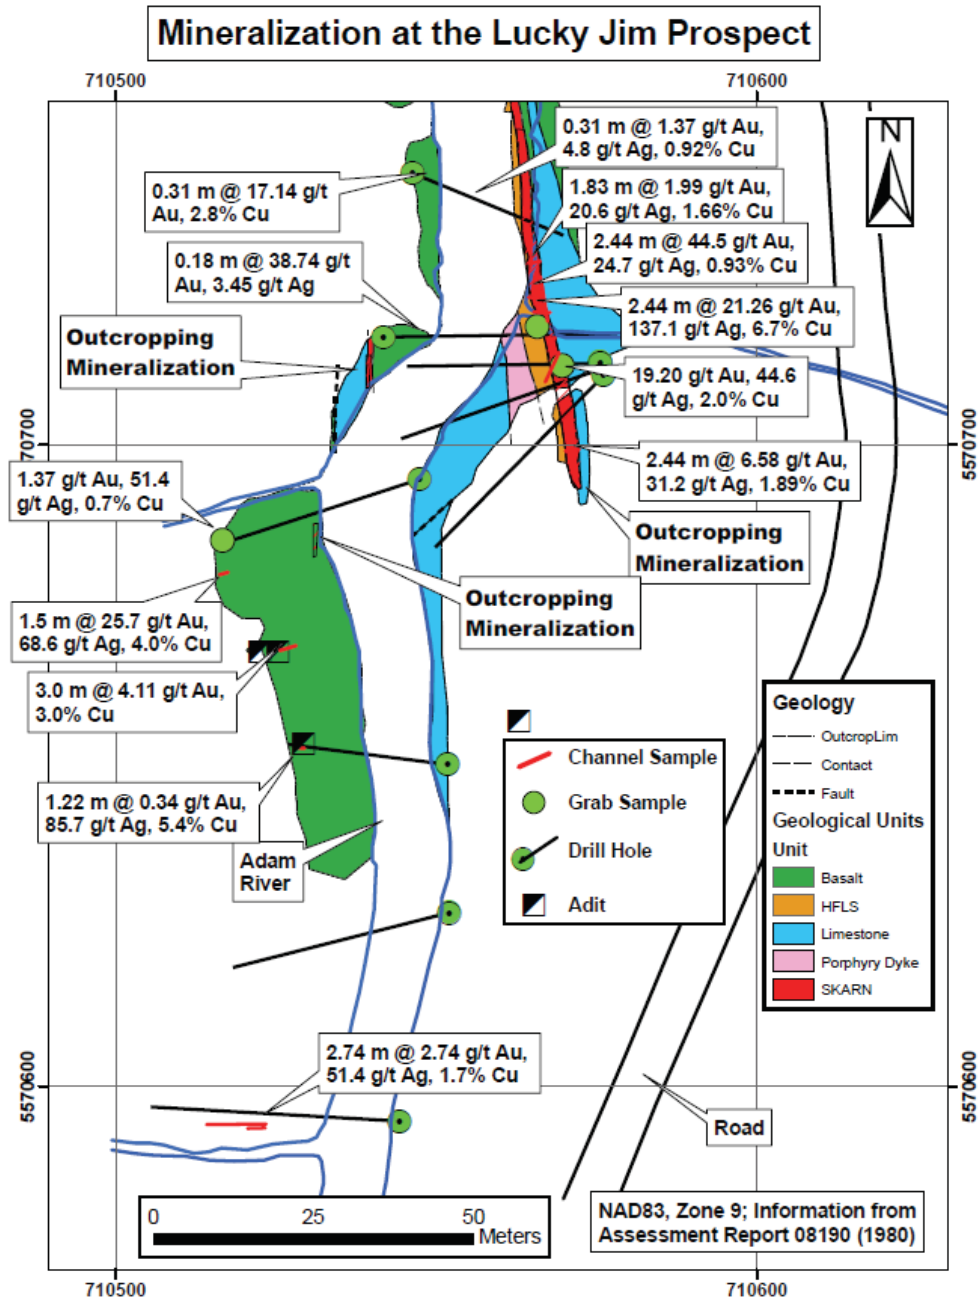 Mineralization at the Lucky Jim Prospect
710500
710600
0.31 m @ 1.37 g/t Au,
4.8 g/t Ag, 0.92% Cu
N
0.31 m @ 17.14 g/t
Au, 2.8% Cu
1.83 m @ 1.99 g/t Au,
20.6 g/t Ag, 1.66% Cu
2.44 m @ 44.5 g/t Au,
24.7 g/t Ag, 0.93% Cu
0.18 m @ 38.74 g/t
Au, 3.45 g/t Ag
2.44 m @ 21.26 g/t Au,
137.1 g/t Ag, 6.7% Cu
Outcropping
Mineralization
19.20 g/t Au, 44.6
g/t Ag, 2.0% Cu
5570700
5570700
1.37 g/t Au, 51.4
g/t Ag, 0.7% Cu
2.44 m @ 6.58 g/t Au,
31.2 g/t Ag, 1.89% Cu
Outcropping
Mineralization
Outcropping
Mineralization
1.5 m @ 25.7 g/t Au,
68.6 g/t Ag, 4.0% Cu
3.0 m @ 4.11 g/t Au,
3.0% Cu
1.22 m @ 0.34 g/t Au,
85.7 g/t Ag, 5.4% Cu
Adam
River
Channel Sample
Grab Sample
Drill Hole
Adit
Geology
OutcropLim
Contact
Fault
Geological Units
Unit
Basalt
HFLS
Limestone
Porphyry Dyke
SKARN
2.74 m @ 2.74 g/t Au,
51.4 g/t Ag, 1.7% Cu
5570600
5570600
Road
0 25 50
Meters
NAD83, Zone 9; Information from
Assessment Report 08190 (1980)
710500
710600